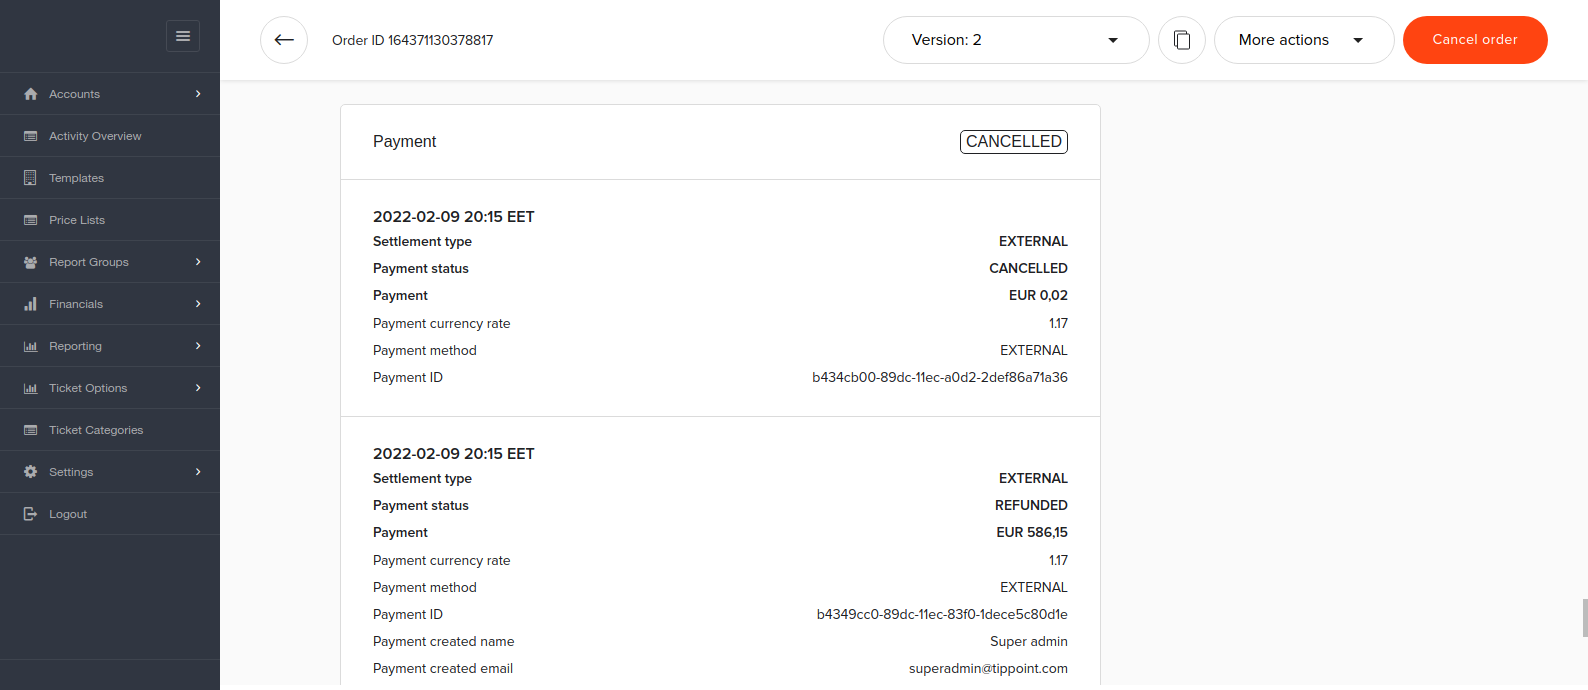 Order ID 164371130378817
Version: 2
More actions
Cancel order
Accounts
Activity Overview
Templates
Price Lists
Report Groups
Financials
Reporting
Ticket Options
Ticket Categories
Settings
Logout
Payment CANCELLED
2022-02-09 20:15 EET
Settlement type EXTERNAL
Payment status CANCELLED
Payment EUR 0,02
Payment currency rate 1.17
Payment method EXTERNAL
Payment ID b434cb00-89dc-11ec-a0d2-2def86a71a36
2022-02-09 20:15 EET
Settlement type EXTERNAL
Payment status REFUNDED
Payment EUR 586,15
Payment currency rate 1.17
Payment method EXTERNAL
Payment ID b4349cc0-89dc-11ec-83f0-1dece5c80d1e
Payment created name Super admin
Payment created email superadmin@tippoint.com